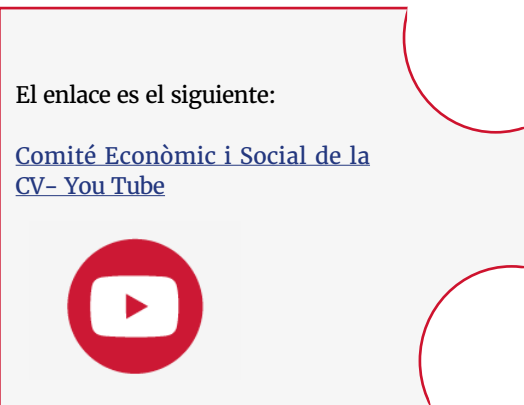 El enlace es el siguiente:
Comité Econòmic i Social de la
CV- You Tube